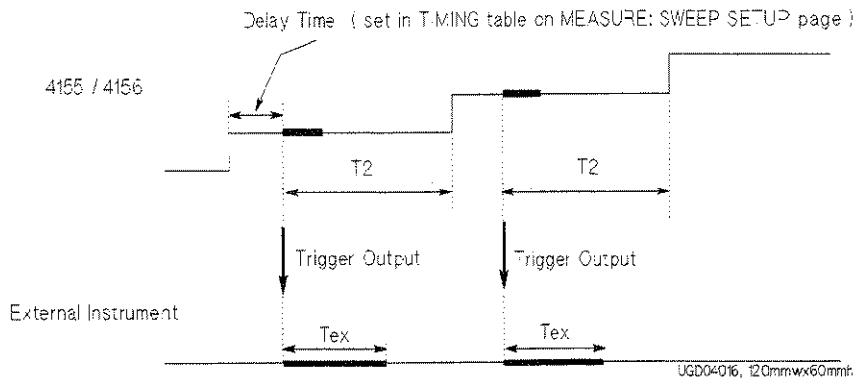 Delay Time ( set in TIMING table on MEASURE: SWEEP SETUP page )
4155 / 4156
T2
T2
Trigger Output
Trigger Output
External Instrument
Tex
Tex
UGD04016, 120mmwx60mmh